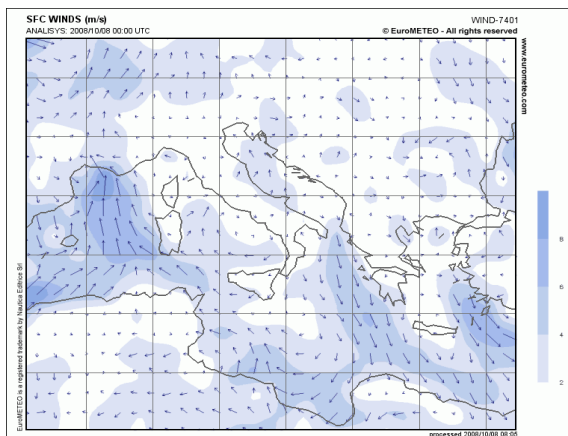 SFC WINDS (m/s)
WIND-7401
ANALISYS: 2008/10/08 00:00 UTC
© EuroMETEO - All rights reserved
www.eurometeo.com
EuroMETEO is a registered trademark by Nautica Editrice Srl
8
6
4
2
processed 2008/10/08 08:05